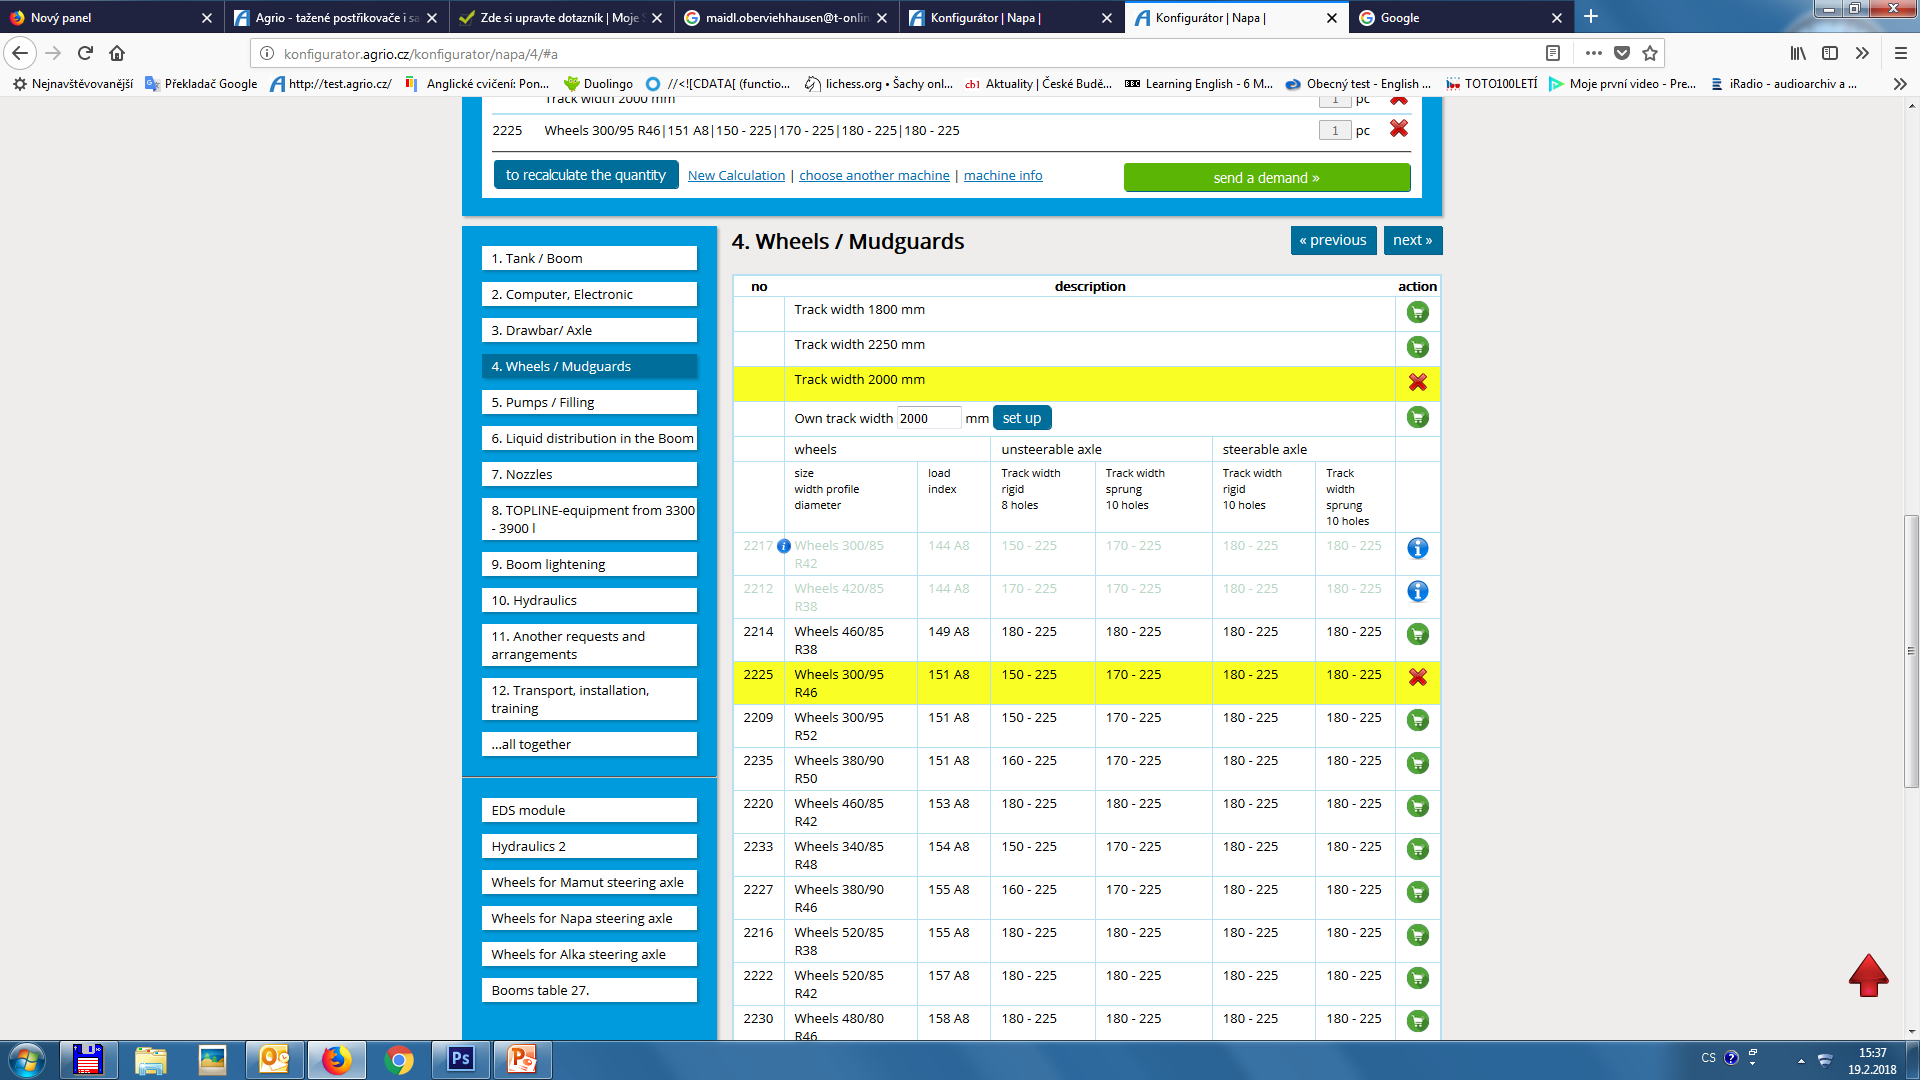 Nový panel
Agrio - tažené postřikovače i sa
Zde si upravte dotazník | Moje S
maidl.oberviehhausen@t-onlin
Konfigurátor | Napa |
Konfigurátor | Napa |
Google
konfigurator.agrio.cz/konfigurator/napa/4/#a
Nejnavštěvovanější
Překladač Google
http://test.agrio.cz/
Anglické cvičení: Pon...
Duolingo
//<![CDATA[ (functio...
lichess.org • Šachy onl...
cb1 Aktuality | České Budě...
BBC Learning English - 6 M...
Obecný test - English ...
TOTO100LETÍ
Moje první video - Pre...
iRadio - audioarchiv a ...
Track width 2000 mm 1 pc
2225 Wheels 300/95 R46|151 A8|150 - 225|170 - 225|180 - 225|180 - 225 1 pc
to recalculate the quantity New Calculation | choose another machine | machine info send a demand »
1. Tank / Boom
2. Computer, Electronic
3. Drawbar/ Axle
4. Wheels / Mudguards
5. Pumps / Filling
6. Liquid distribution in the Boom
7. Nozzles
8. TOPLINE-equipment from 3300
- 3900 l
9. Boom lightening
10. Hydraulics
11. Another requests and
arrangements
12. Transport, installation,
training
...all together
EDS module
Hydraulics 2
Wheels for Mamut steering axle
Wheels for Napa steering axle
Wheels for Alka steering axle
Booms table 27.
4. Wheels / Mudguards « previous next »
no description action
Track width 1800 mm
Track width 2250 mm
Track width 2000 mm
Own track width 2000 mm set up
wheels unsteerable axle steerable axle
size load Track width Track width Track width Track
width profile index rigid sprung rigid width
diameter 8 holes 10 holes 10 holes sprung
10 holes
2217 Wheels 300/85 144 A8 150 - 225 170 - 225 180 - 225 180 - 225
R42
2212 Wheels 420/85 144 A8 170 - 225 170 - 225 180 - 225 180 - 225
R38
2214 Wheels 460/85 149 A8 180 - 225 180 - 225 180 - 225 180 - 225
R38
2225 Wheels 300/95 151 A8 150 - 225 170 - 225 180 - 225 180 - 225
R46
2209 Wheels 300/95 151 A8 150 - 225 170 - 225 180 - 225 180 - 225
R52
2235 Wheels 380/90 151 A8 160 - 225 170 - 225 180 - 225 180 - 225
R50
2220 Wheels 460/85 153 A8 180 - 225 180 - 225 180 - 225 180 - 225
R42
2233 Wheels 340/85 154 A8 150 - 225 170 - 225 180 - 225 180 - 225
R48
2227 Wheels 380/90 155 A8 160 - 225 170 - 225 180 - 225 180 - 225
R46
2216 Wheels 520/85 155 A8 180 - 225 180 - 225 180 - 225 180 - 225
R38
2222 Wheels 520/85 157 A8 180 - 225 180 - 225 180 - 225 180 - 225
R42
2230 Wheels 480/80 158 A8 180 - 225 180 - 225 180 - 225 180 - 225
R46
Ps
CS
15:37
19.2.2018